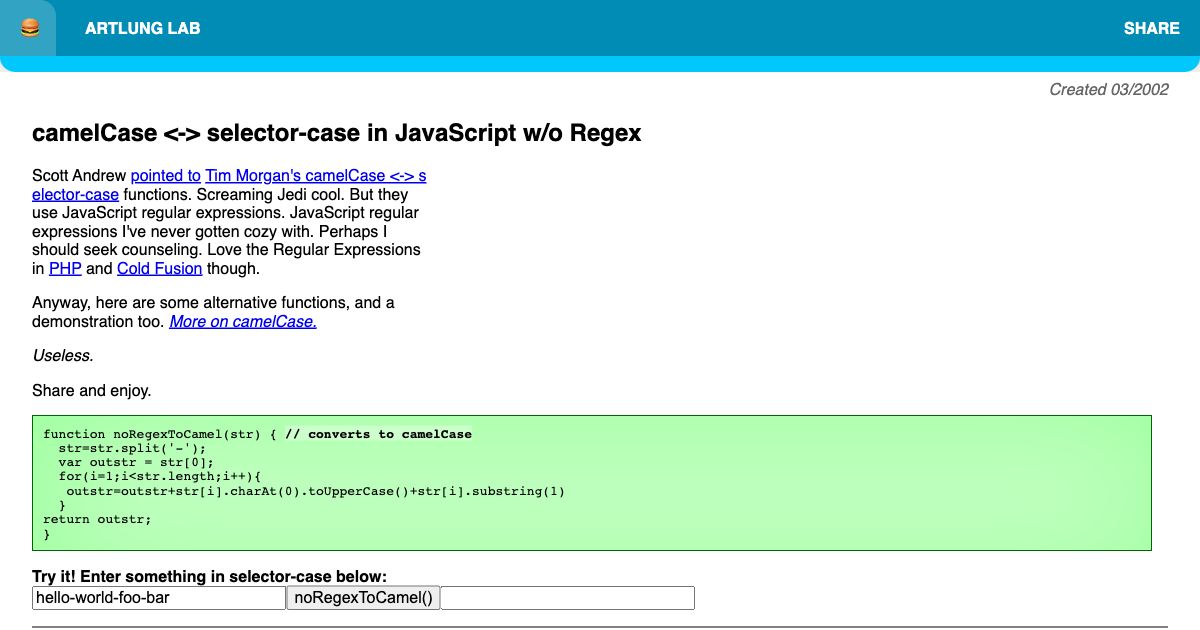 ARTLUNG LAB
SHARE
Created 03/2002
camelCase <-> selector-case in JavaScript w/o Regex
Scott Andrew pointed to Tim Morgan's camelCase <-> s
elector-case functions. Screaming Jedi cool. But they
use JavaScript regular expressions. JavaScript regular
expressions I've never gotten cozy with. Perhaps I
should seek counseling. Love the Regular Expressions
in PHP and Cold Fusion though.
Anyway, here are some alternative functions, and a
demonstration too. More on camelCase.
Useless.
Share and enjoy.
function noRegexToCamel(str) { // converts to camelCase
  str=str.split('-');
  var outstr = str[0];
  for(i=1;i<str.length;i++){
   outstr=outstr+str[i].charAt(0).toUpperCase()+str[i].substring(1)
  }
return outstr;
}
Try it! Enter something in selector-case below:
hello-world-foo-bar noRegexToCamel()